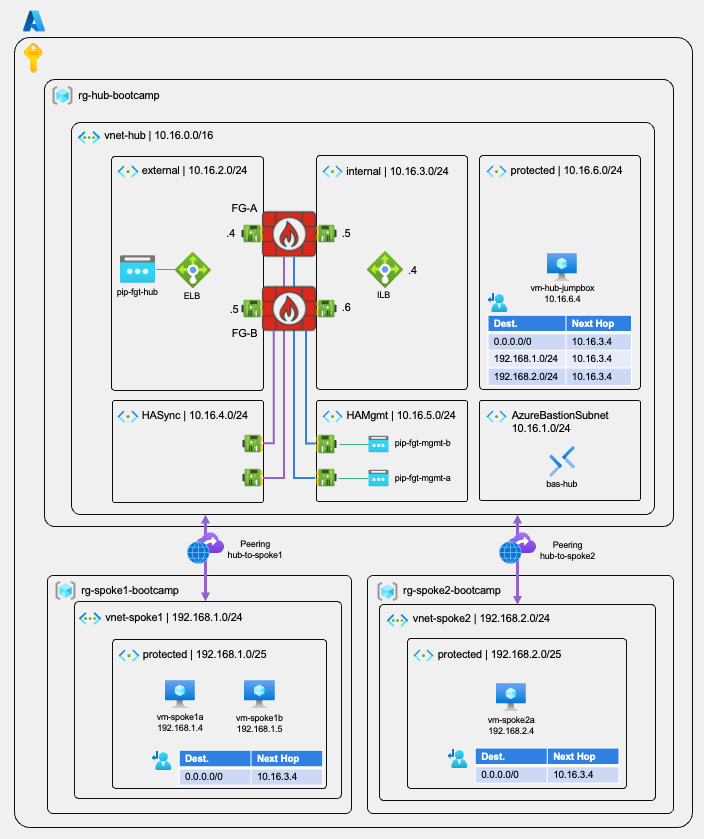 rg-hub-bootcamp
vnet-hub | 10.16.0.0/16
external | 10.16.2.0/24
internal | 10.16.3.0/24
protected | 10.16.6.0/24
FG-A
.4
.5
pip-fgt-hub
ELB
.4
ILB
vm-hub-jumpbox
10.16.6.4
.5
.6
FG-B
Dest. Next Hop
0.0.0.0/0 10.16.3.4
192.168.1.0/24 10.16.3.4
192.168.2.0/24 10.16.3.4
HASync | 10.16.4.0/24
HAMgmt | 10.16.5.0/24
AzureBastionSubnet
10.16.1.0/24
pip-fgt-mgmt-b
pip-fgt-mgmt-a
bas-hub
Peering
hub-to-spoke1
Peering
hub-to-spoke2
rg-spoke1-bootcamp
vnet-spoke1 | 192.168.1.0/24
protected | 192.168.1.0/25
vm-spoke1a
192.168.1.4
vm-spoke1b
192.168.1.5
Dest. Next Hop
0.0.0.0/0 10.16.3.4
rg-spoke2-bootcamp
vnet-spoke2 | 192.168.2.0/24
protected | 192.168.2.0/25
vm-spoke2a
192.168.2.4
Dest. Next Hop
0.0.0.0/0 10.16.3.4